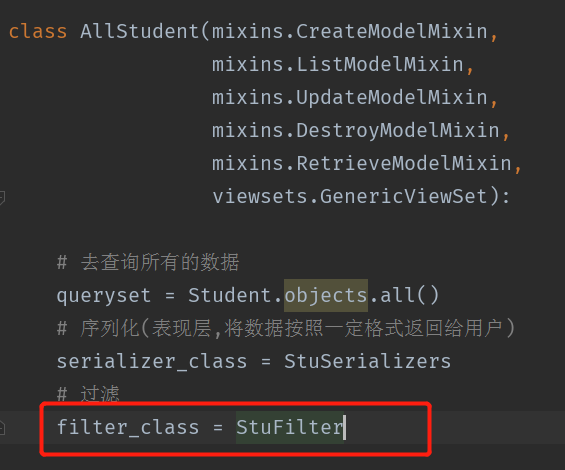 class AllStudent(mixins.CreateModelMixin,
mixins.ListModelMixin,
mixins.UpdateModelMixin,
mixins.DestroyModelMixin,
mixins.RetrieveModelMixin,
viewsets.GenericViewSet):
# 去查询所有的数据
queryset = Student.objects.all()
# 序列化(表现层,将数据按照一定格式返回给用户)
serializer_class = StuSerializers
# 过滤
filter_class = StuFilter